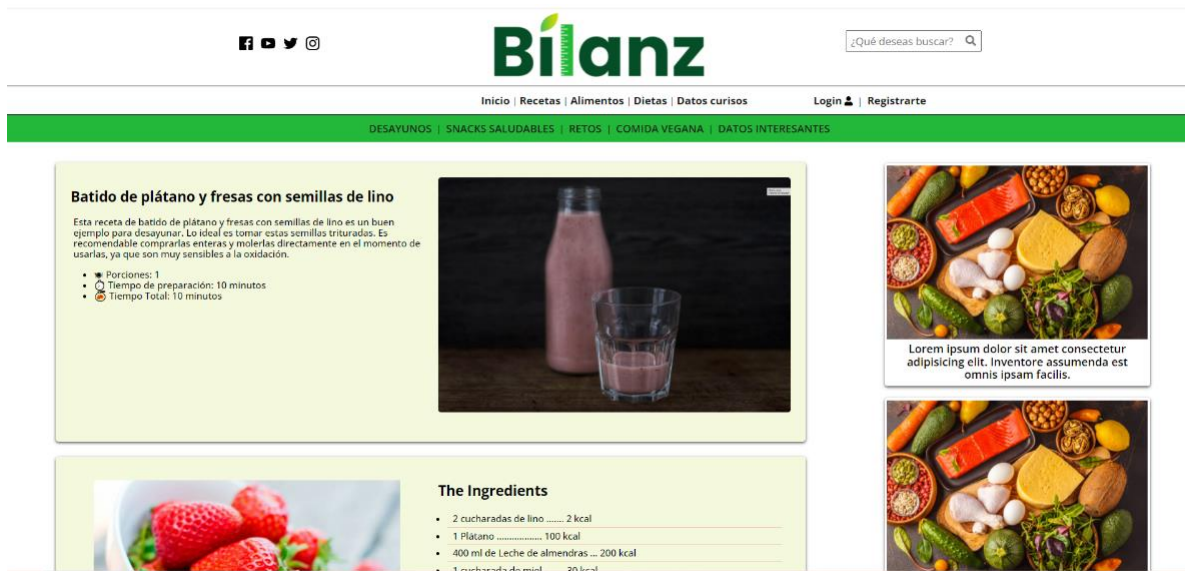 Bilanz
¿Qué deseas buscar?
Inicio | Recetas | Alimentos | Dietas | Datos curisos
Login | Registrarte
DESAYUNOS | SNACKS SALUDABLES | RETOS | COMIDA VEGANA | DATOS INTERESANTES
Batido de plátano y fresas con semillas de lino
Esta receta de batido de plátano y fresas con semillas de lino es un buen
ejemplo para desayunar. Lo ideal es tomar estas semillas trituradas. Es
recomendable comprarlas enteras y molerlas directamente en el momento de
usarlas, ya que son muy sensibles a la oxidación.
Porciones: 1
Tiempo de preparación: 10 minutos
Tiempo Total: 10 minutos
Lorem ipsum dolor sit amet consectetur
adipisicing elit. Inventore assumenda est
omnis ipsam facilis.
The Ingredients
2 cucharadas de lino ....... 2 kcal
1 Plátano .................. 100 kcal
400 ml de Leche de almendras ... 200 kcal
1 cucharada de miel ....... 30 kcal